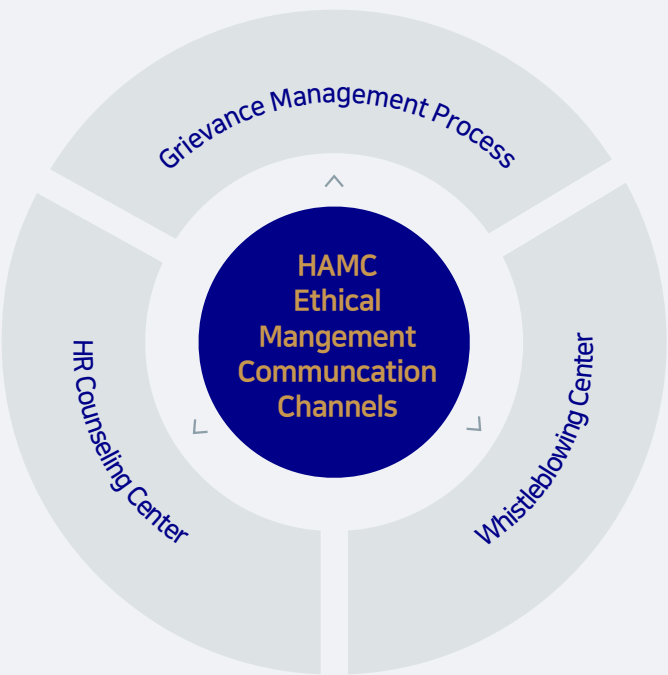 Grievance Management Process
HAMC
Ethical
Mangement
Communcation
Channels
HR Counseling Center
Whistleblowing Center